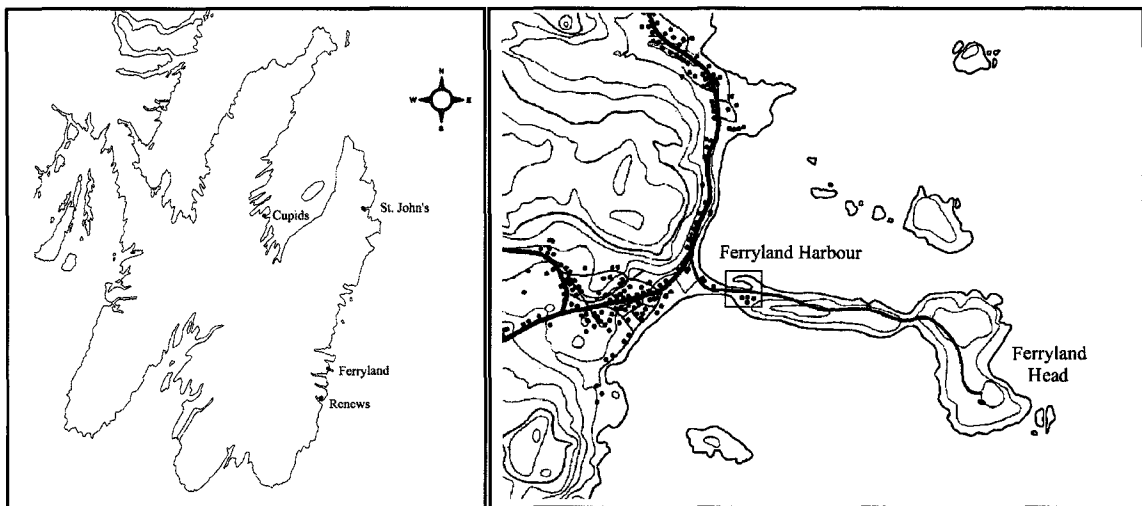 N
W E
S
Cupids
St. John's
Ferryland
Renews
Ferryland Harbour
Ferryland
Head